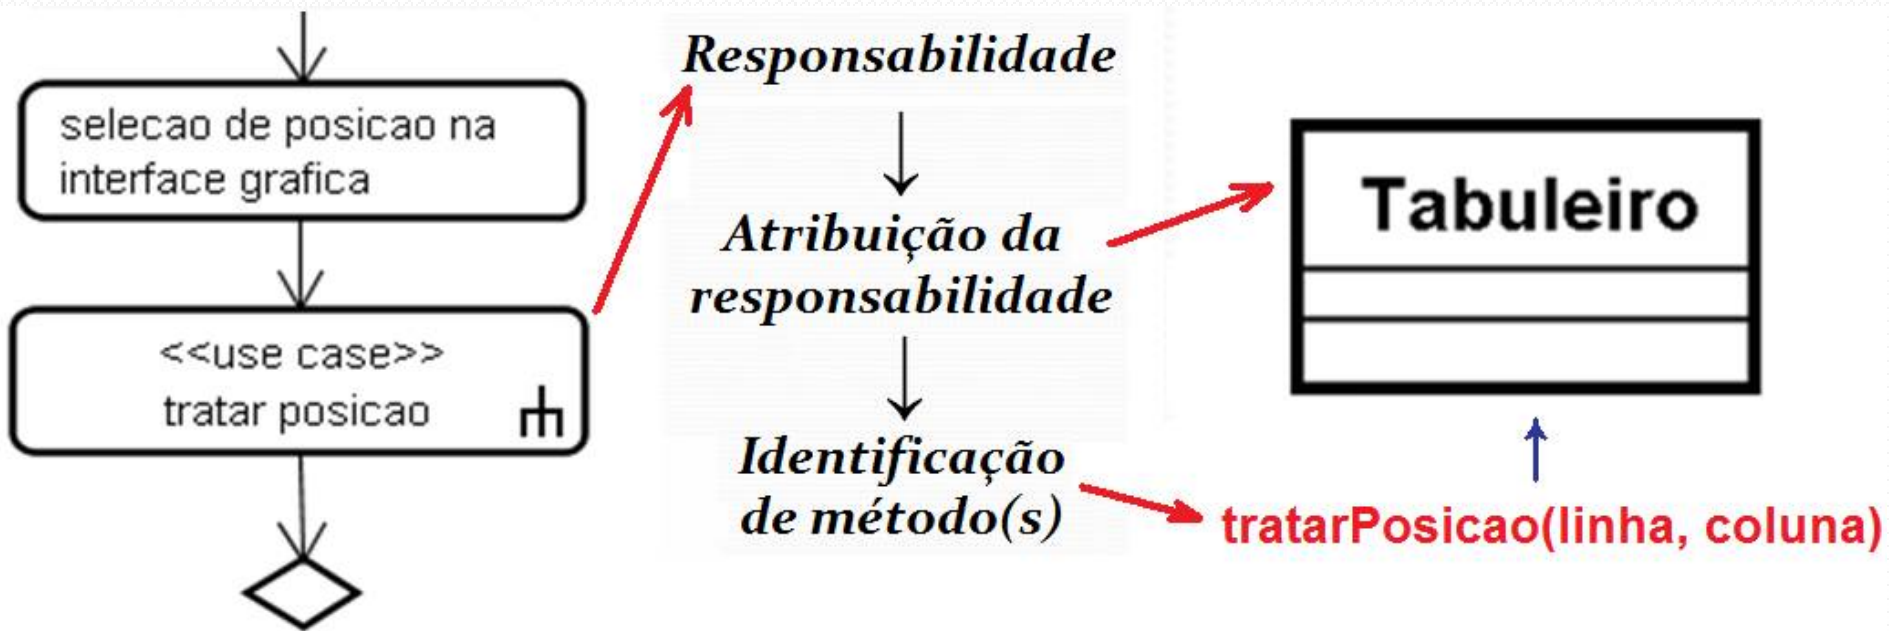 selecao de posicao na
interface grafica
<<use case>>
tratar posicao
Responsabilidade
Atribuição da
responsabilidade
Identificação
de método(s)
Tabuleiro
tratarPosicao(linha, coluna)